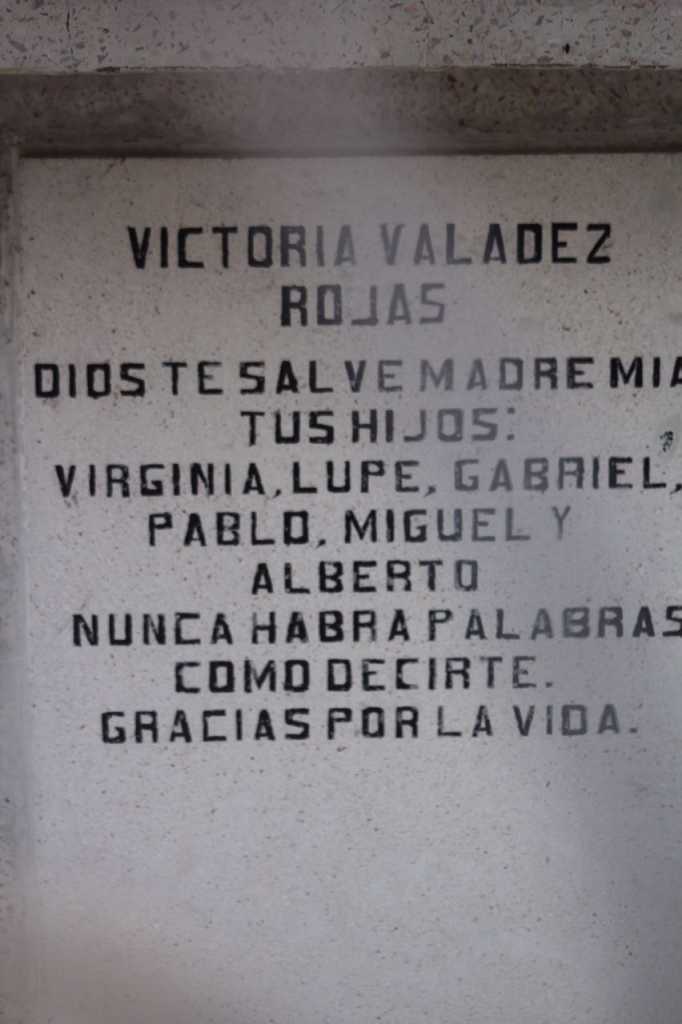 VICTORIA VALADEZ
ROJAS
DIOS TE SALVE MADRE MIA
TUS HIJOS:
VIRGINIA, LUPE, GABRIEL,
PABLO, MIGUEL Y
ALBERTO
NUNCA HABRA PALABRAS
COMO DECIRTE.
GRACIAS POR LA VIDA.